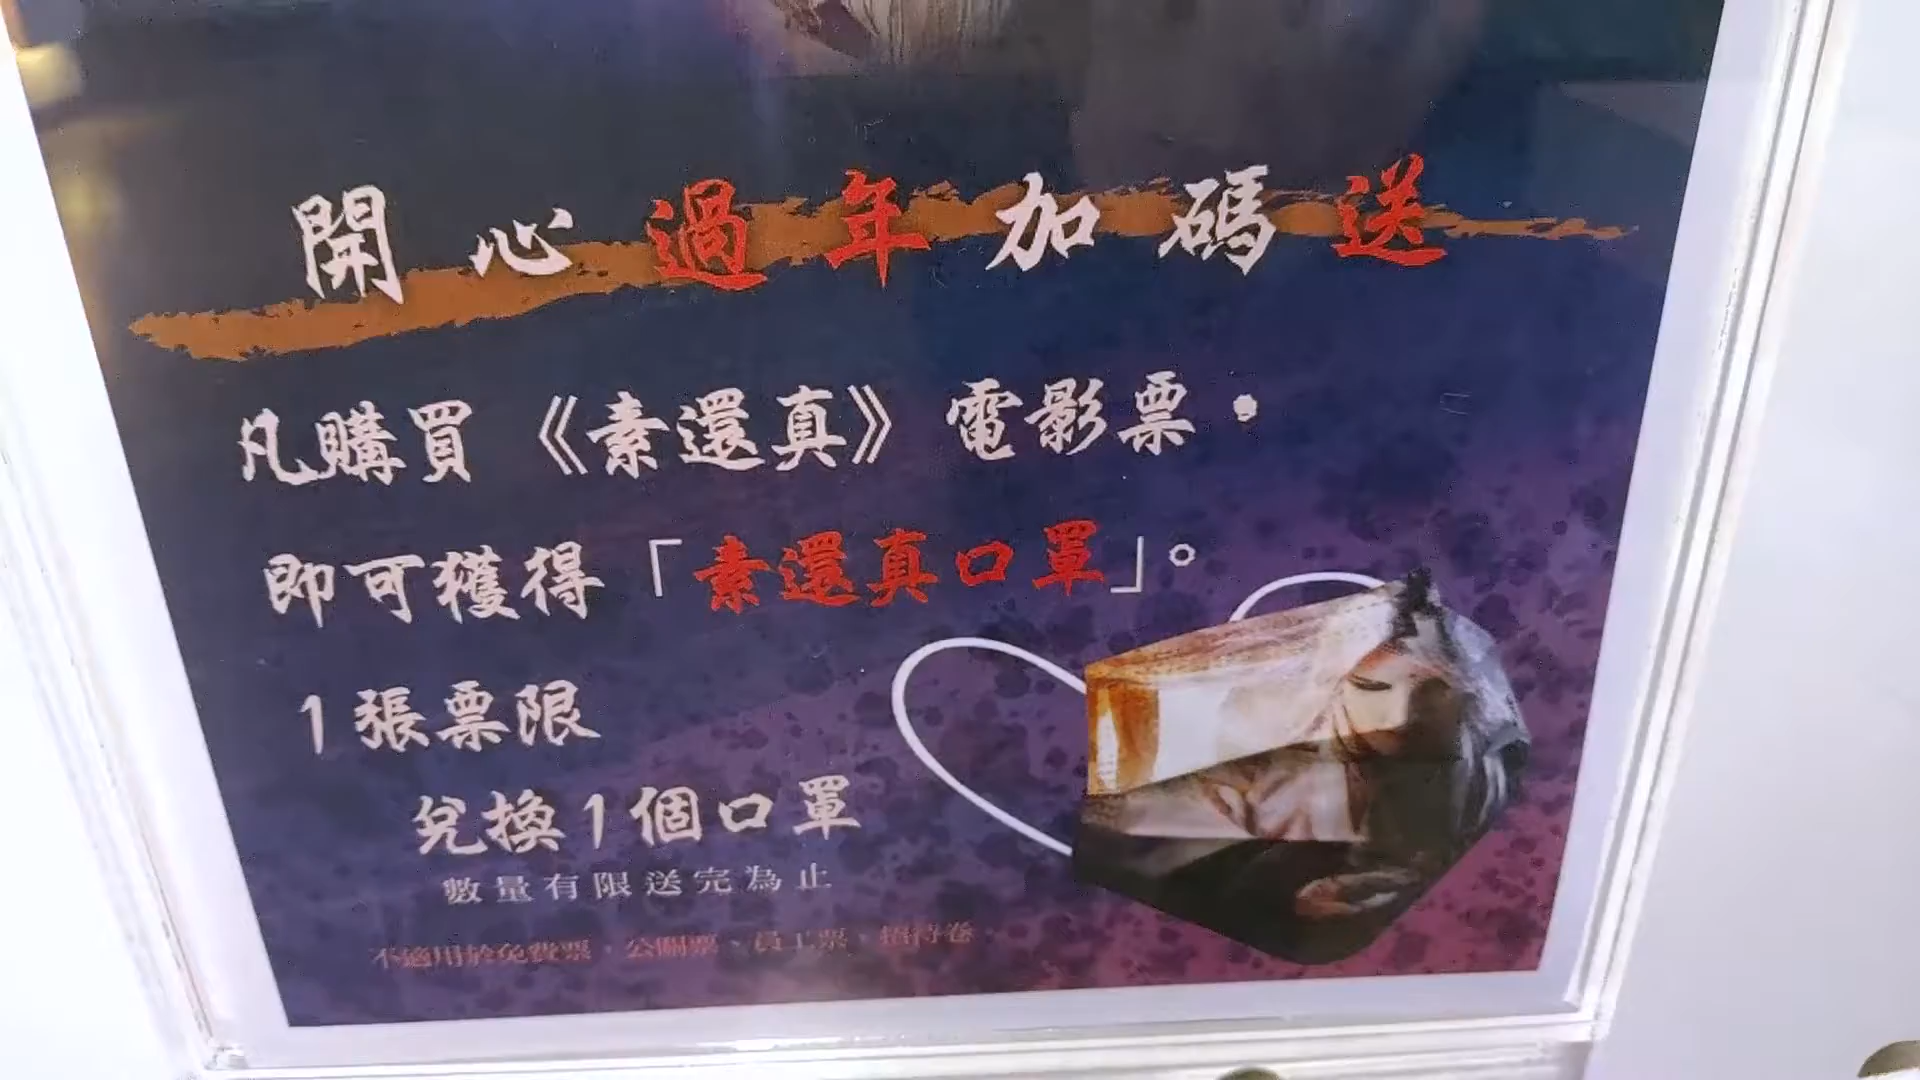 開心過年加碼送
凡購買《素還真》電影票，
即可獲得「素還真口罩」。
1張票限
兌換1個口罩
數量有限送完為止
不適用於免費票、公關票、員工票、招待卷